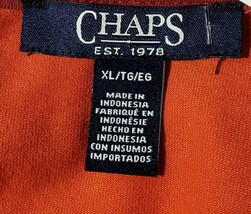 CHAPS
EST. 1978
XL/TG/EG
MADE IN
INDONESIA
FABRIQUÉ EN
INDONÉSIE
HECHO EN
INDONESIA
CON INSUMOS
IMPORTADOS